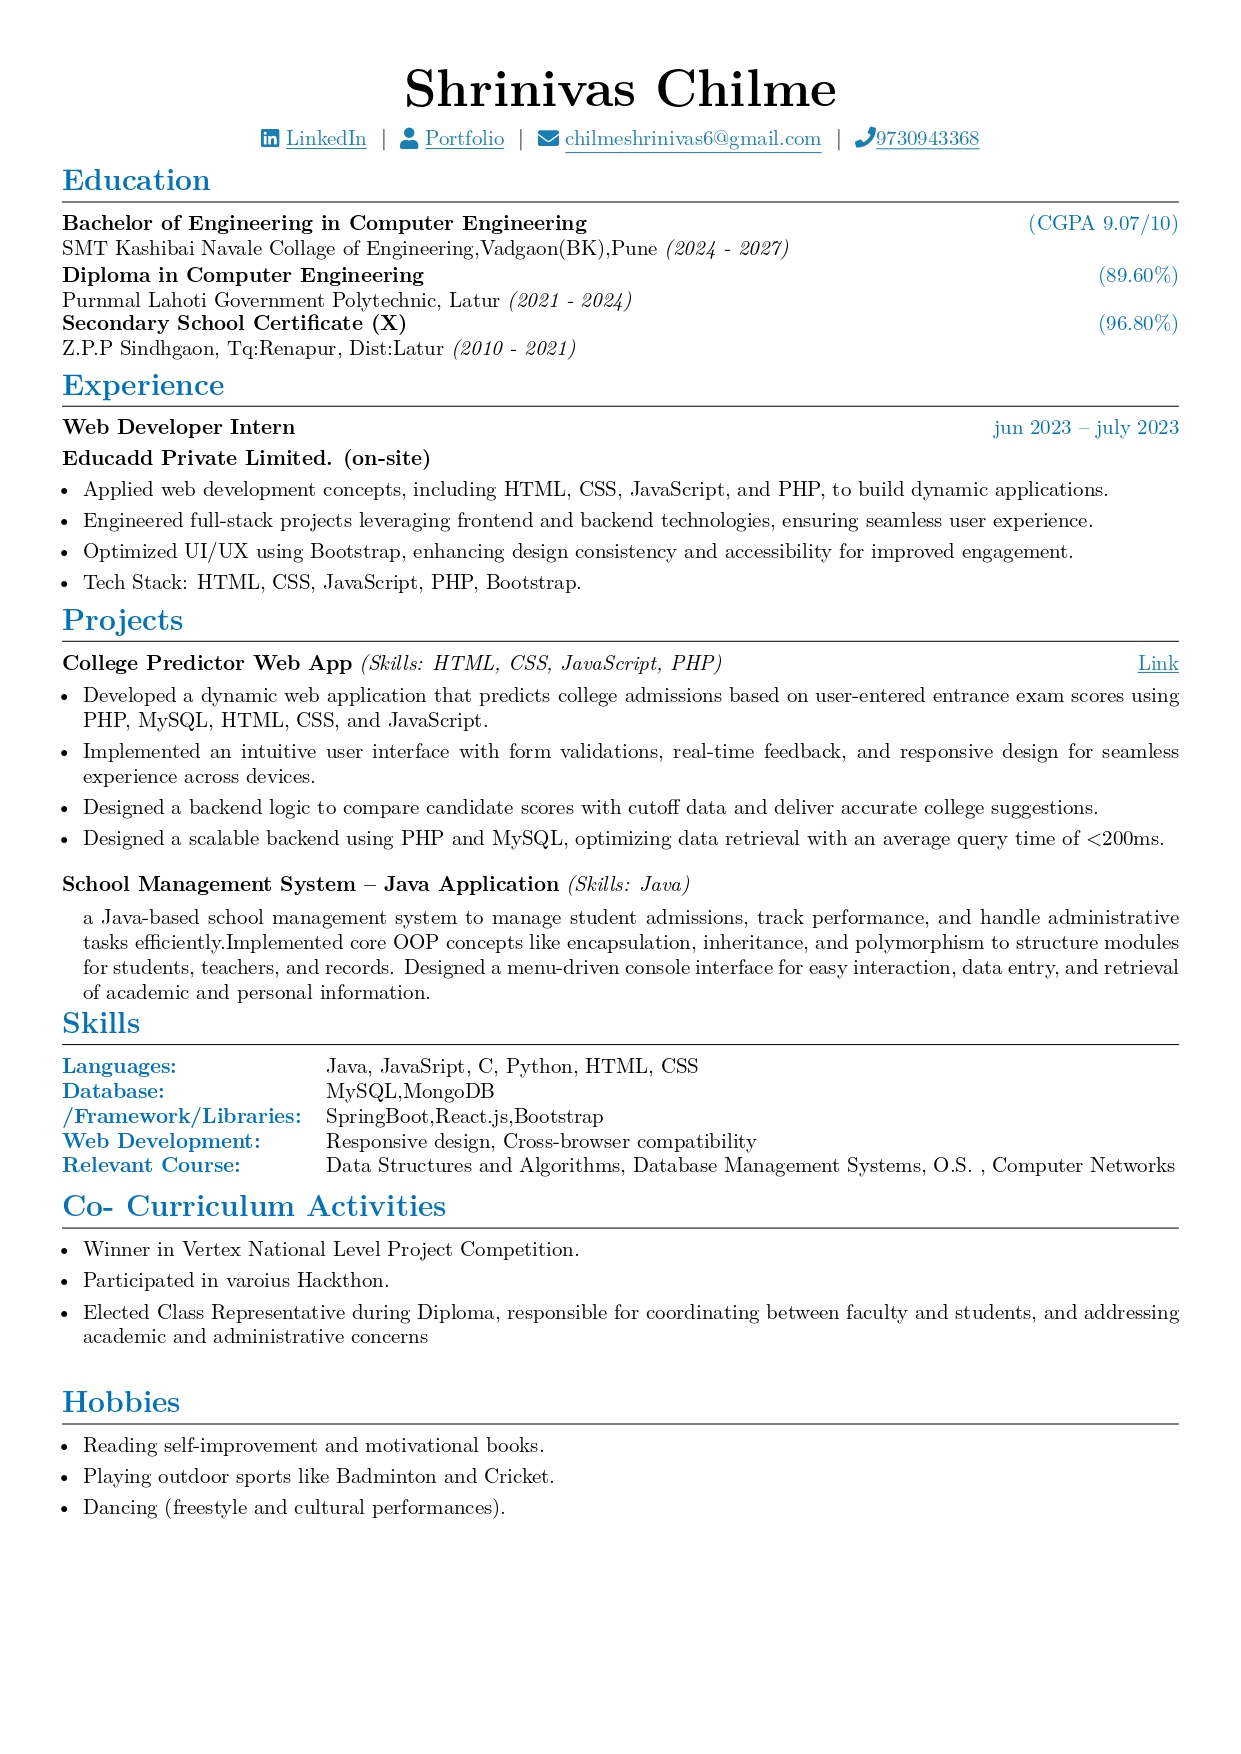 Shrinivas Chilme
LinkedIn | Portfolio | chilmeshrinivas6@gmail.com | 9730943368
Education
Bachelor of Engineering in Computer Engineering (CGPA 9.07/10)
SMT Kashibai Navale Collage of Engineering,Vadgaon(BK),Pune (2024 - 2027)
Diploma in Computer Engineering (89.60%)
Purnmal Lahoti Government Polytechnic, Latur (2021 - 2024)
Secondary School Certificate (X) (96.80%)
Z.P.P Sindhgaon, Tq:Renapur, Dist:Latur (2010 - 2021)
Experience
Web Developer Intern jun 2023 – july 2023
Educadd Private Limited. (on-site)
• Applied web development concepts, including HTML, CSS, JavaScript, and PHP, to build dynamic applications.
• Engineered full-stack projects leveraging frontend and backend technologies, ensuring seamless user experience.
• Optimized UI/UX using Bootstrap, enhancing design consistency and accessibility for improved engagement.
• Tech Stack: HTML, CSS, JavaScript, PHP, Bootstrap.
Projects
College Predictor Web App (Skills: HTML, CSS, JavaScript, PHP) Link
• Developed a dynamic web application that predicts college admissions based on user-entered entrance exam scores using
PHP, MySQL, HTML, CSS, and JavaScript.
• Implemented an intuitive user interface with form validations, real-time feedback, and responsive design for seamless
experience across devices.
• Designed a backend logic to compare candidate scores with cutoff data and deliver accurate college suggestions.
• Designed a scalable backend using PHP and MySQL, optimizing data retrieval with an average query time of <200ms.
School Management System – Java Application (Skills: Java)
a Java-based school management system to manage student admissions, track performance, and handle administrative
tasks efficiently.Implemented core OOP concepts like encapsulation, inheritance, and polymorphism to structure modules
for students, teachers, and records. Designed a menu-driven console interface for easy interaction, data entry, and retrieval
of academic and personal information.
Skills
Languages: Java, JavaSript, C, Python, HTML, CSS
Database: MySQL,MongoDB
/Framework/Libraries: SpringBoot,React.js,Bootstrap
Web Development: Responsive design, Cross-browser compatibility
Relevant Course: Data Structures and Algorithms, Database Management Systems, O.S. , Computer Networks
Co- Curriculum Activities
• Winner in Vertex National Level Project Competition.
• Participated in varoius Hackthon.
• Elected Class Representative during Diploma, responsible for coordinating between faculty and students, and addressing
academic and administrative concerns
Hobbies
• Reading self-improvement and motivational books.
• Playing outdoor sports like Badminton and Cricket.
• Dancing (freestyle and cultural performances).